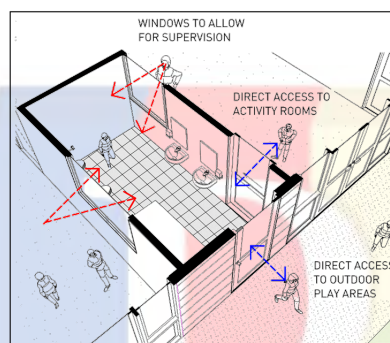 WINDOWS TO ALLOW
FOR SUPERVISION
DIRECT ACCESS TO
ACTIVITY ROOMS
DIRECT ACCESS
TO OUTDOOR
PLAY AREAS